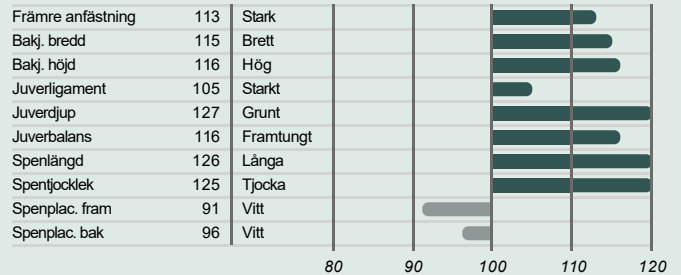 Främre anfästning 113 Stark
Bakj. bredd 115 Brett
Bakj. höjd 116 Hög
Juverligament 105 Starkt
Juverdjup 127 Grunt
Juverbalans 116 Framtungt
Spenlängd 126 Långa
Spentjocklek 125 Tjocka
Spenplac. fram 91 Vitt
Spenplac. bak 96 Vitt
80 90 100 110 120